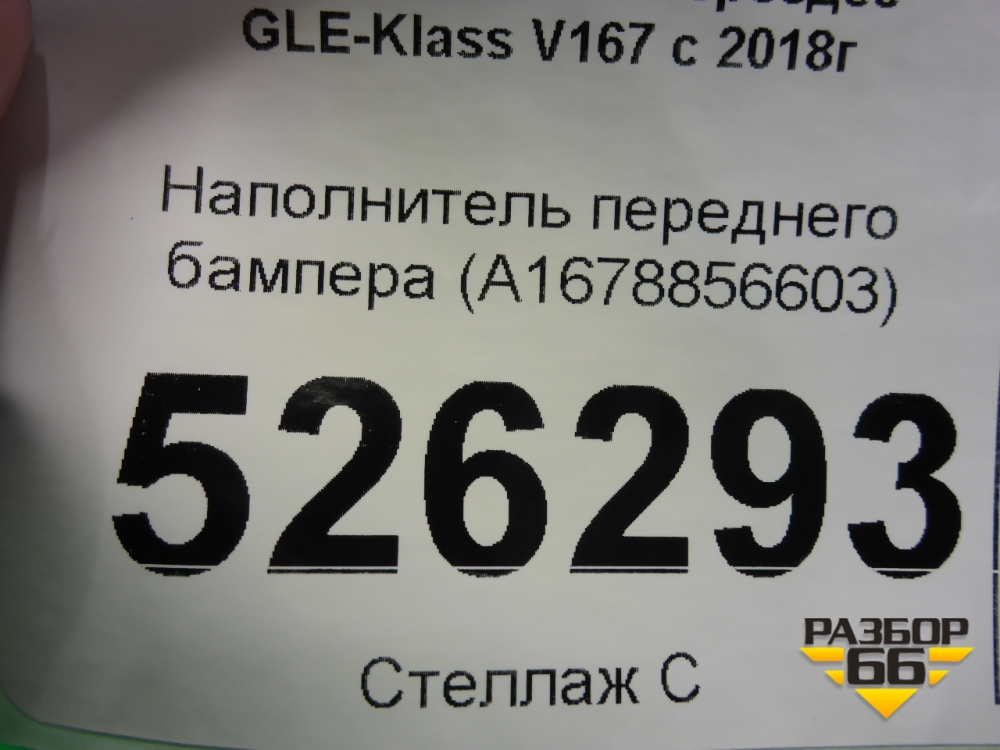 GLE-Klass V167 с 2018г
Наполнитель переднего
бампера (A1678856603)
526293
РАЗБОР
66
Стеллаж С